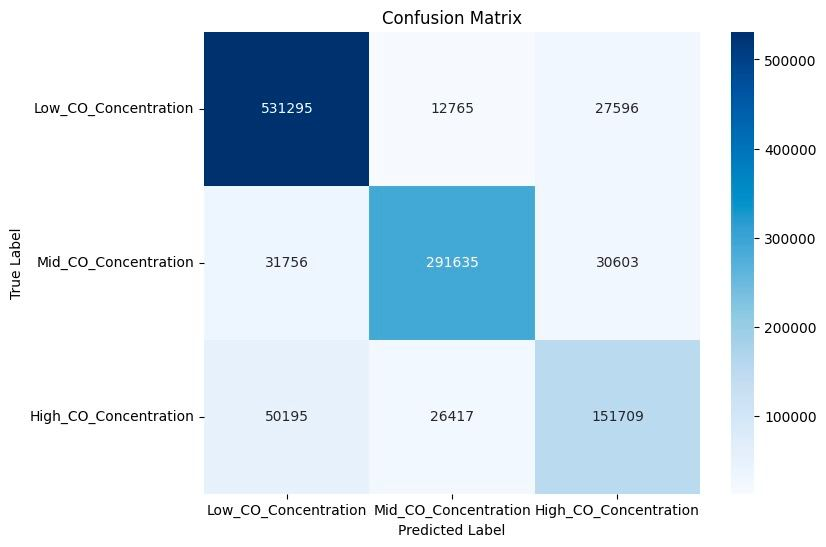 Confusion Matrix
Low_CO_Concentration
531295
12765
27596
Mid_CO_Concentration
31756
291635
30603
High_CO_Concentration
50195
26417
151709
Low_CO_Concentration
Mid_CO_Concentration
High_CO_Concentration
Predicted Label
True Label
500000
400000
300000
200000
100000